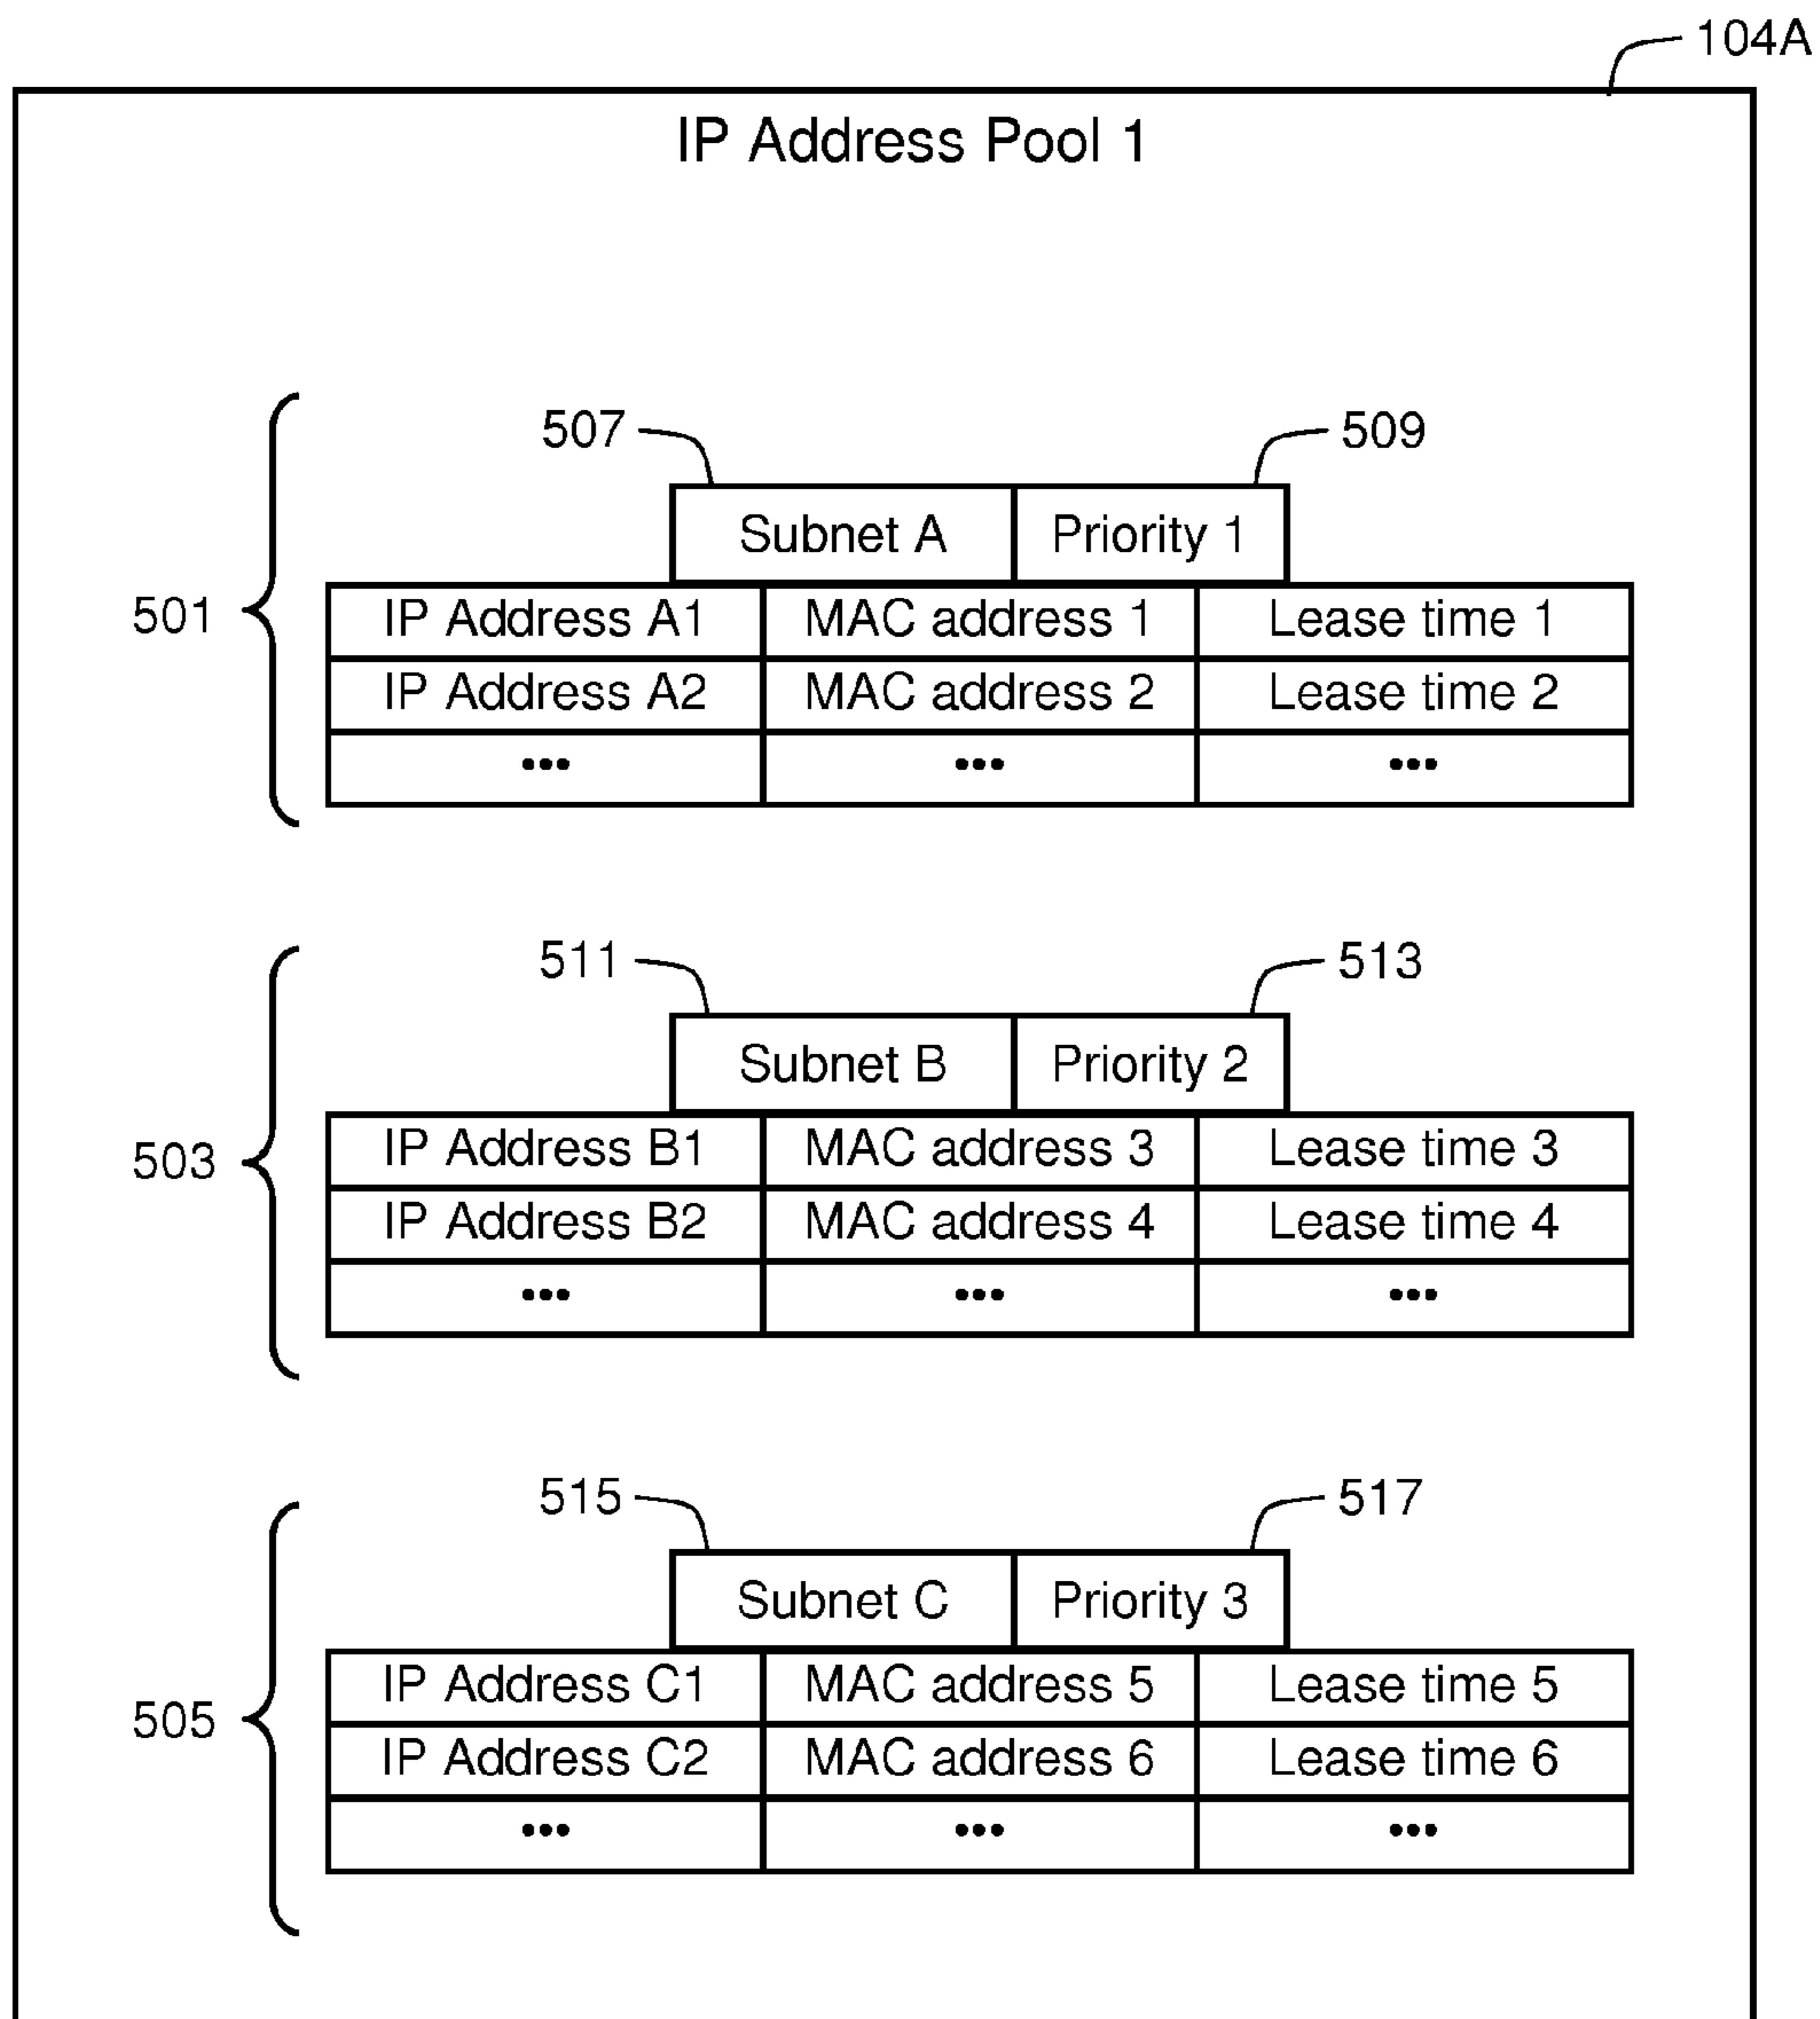 104A
IP Address Pool 1
507 509
Subnet A Priority 1
501
IP Address A1 MAC address 1 Lease time 1
IP Address A2 MAC address 2 Lease time 2
••• ••• •••
511 513
Subnet B Priority 2
503
IP Address B1 MAC address 3 Lease time 3
IP Address B2 MAC address 4 Lease time 4
••• ••• •••
515 517
Subnet C Priority 3
505
IP Address C1 MAC address 5 Lease time 5
IP Address C2 MAC address 6 Lease time 6
••• ••• •••